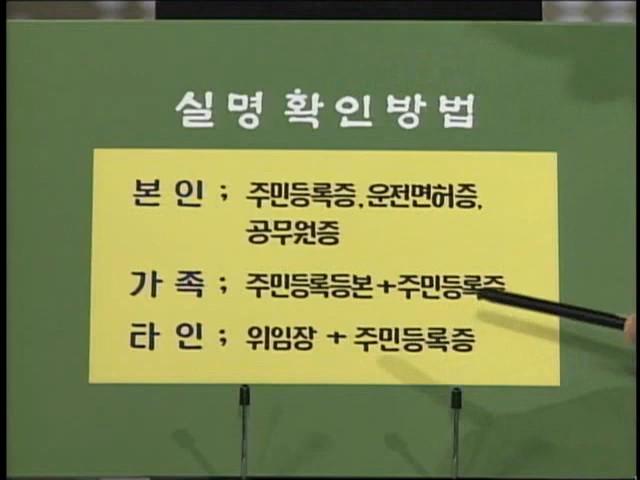 실명 확인방법
본인 ; 주민등록증, 운전면허증,
공무원증
가족 ; 주민등록등본+주민등록증
타인 ; 위임장 + 주민등록증